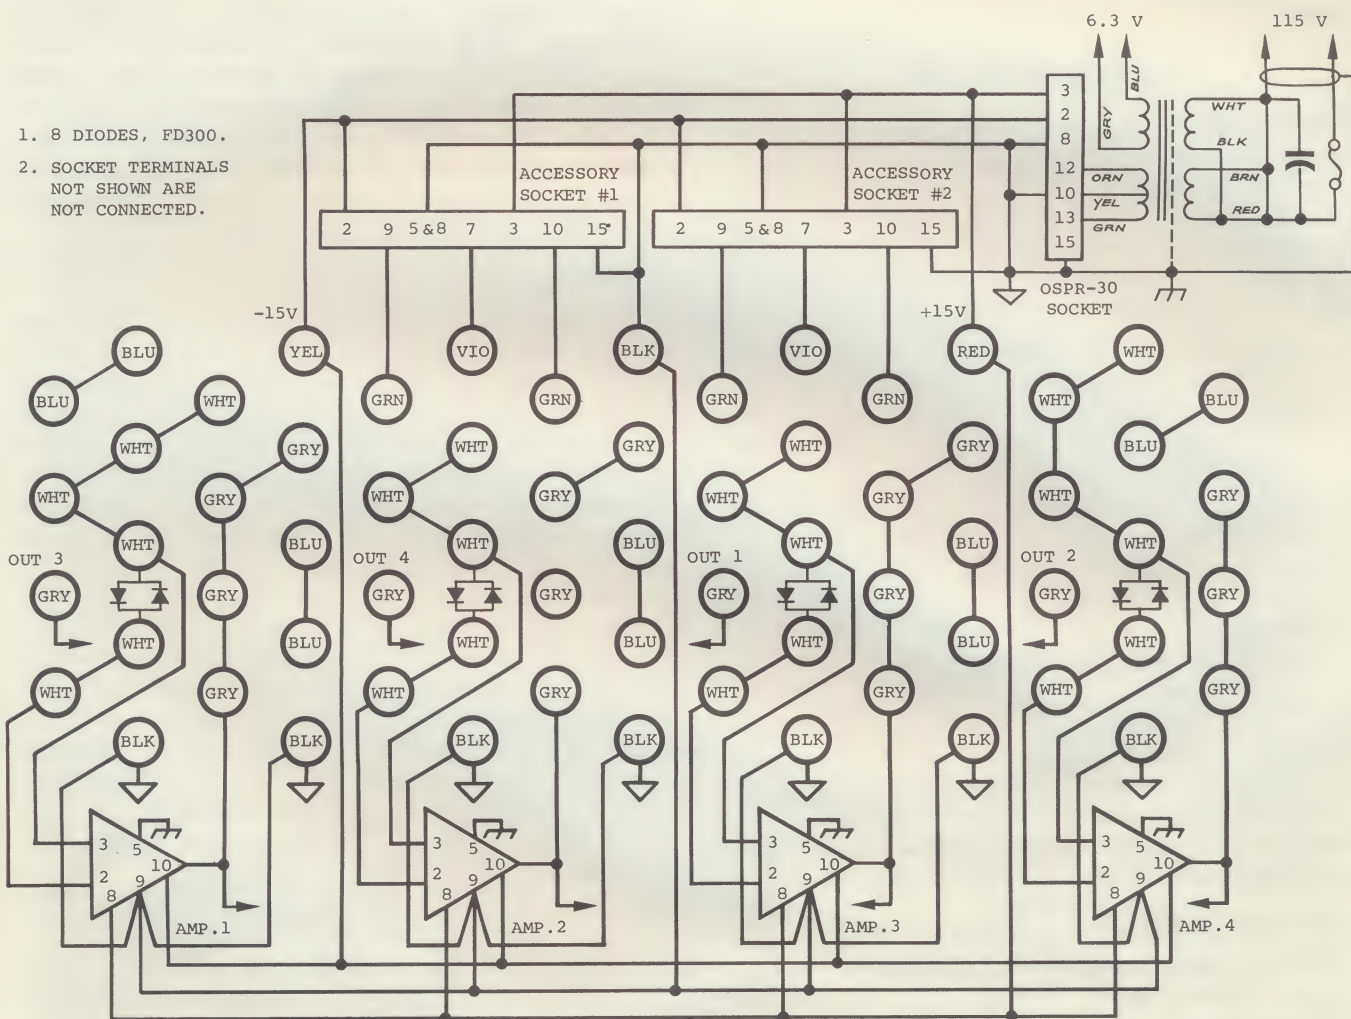 6.3 V 115 V
GRY BLU
3
2
8
12
10
13
15
WHT
BLK
BRN
RED
ORN
YEL
GRN
1. 8 DIODES, FD300.
2. SOCKET TERMINALS
NOT SHOWN ARE
NOT CONNECTED.
ACCESSORY
SOCKET #1
ACCESSORY
SOCKET #2
2 9 5&8 7 3 10 15
2 9 5&8 7 3 10 15
OSPR-30
SOCKET
-15V +15V
BLU YEL VIO BLK VIO RED WHT
BLU WHT GRN GRN GRN GRN WHT BLU
WHT GRY WHT GRY WHT GRY BLU
WHT GRY WHT GRY WHT GRY WHT GRY
WHT BLU WHT BLU WHT BLU WHT
OUT 3 OUT 4 OUT 1 OUT 2
GRY GRY GRY GRY GRY GRY GRY GRY
WHT BLU WHT BLU WHT BLU WHT
WHT GRY WHT GRY WHT GRY WHT GRY
BLK BLK BLK BLK BLK BLK BLK
3 5 10 2 9 8
3 5 10 2 9 8
3 5 10 2 9 8
3 5 10 2 9 8
AMP.1 AMP.2 AMP.3 AMP.4